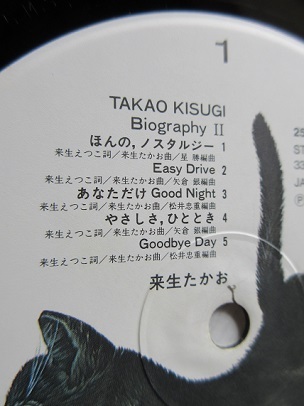 1
TAKAO KISUGI
Biography II
ほんの,ノスタルジー 1
来生えつこ詞/来生たかお曲/星 勝編曲
Easy Drive 2
来生えつこ詞/来生たかお曲/矢倉 銀編曲
あなただけ Good Night 3
来生えつこ詞/来生たかお曲/松井忠重編曲
やさしさ,ひととき 4
来生えつこ詞/来生たかお曲/矢倉 銀編曲
Goodbye Day 5
来生えつこ詞/来生たかお曲/松井忠重編曲
来生たかお